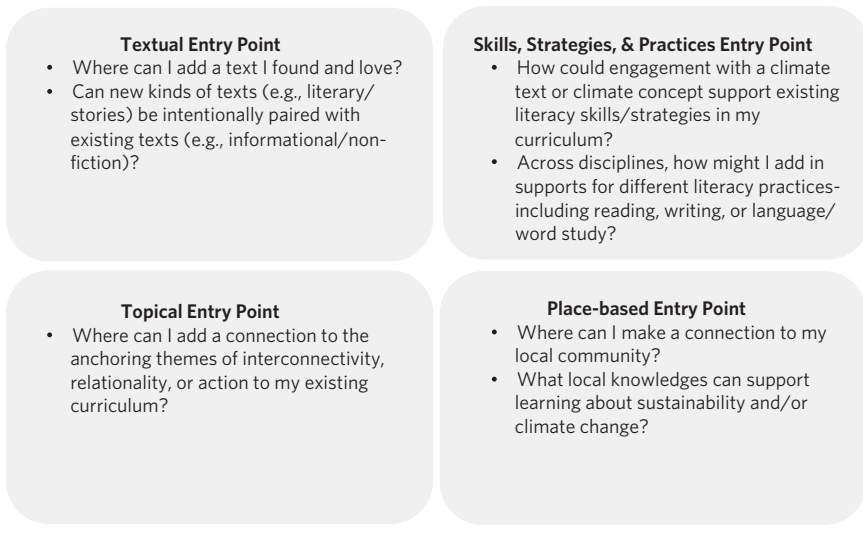 Textual Entry Point
• Where can I add a text I found and love?
• Can new kinds of texts (e.g., literary/
stories) be intentionally paired with
existing texts (e.g., informational/non-
fiction)?
Skills, Strategies, & Practices Entry Point
• How could engagement with a climate
text or climate concept support existing
literacy skills/strategies in my
curriculum?
• Across disciplines, how might I add in
supports for different literacy practices-
including reading, writing, or language/
word study?
Topical Entry Point
• Where can I add a connection to the
anchoring themes of interconnectivity,
relationality, or action to my existing
curriculum?
Place-based Entry Point
• Where can I make a connection to my
local community?
• What local knowledges can support
learning about sustainability and/or
climate change?